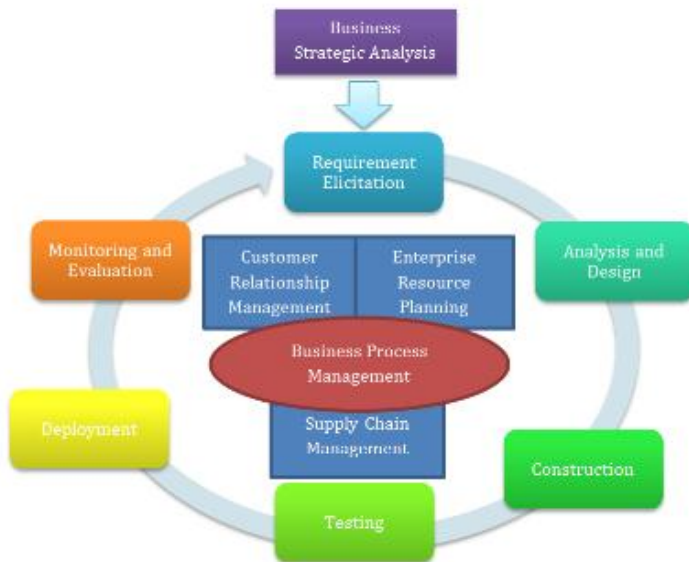 Business
Strategic Analysis
Requirement
Elicitation
Monitoring and
Evaluation
Customer
Relationship
Management
Enterprise
Resource
Planning
Analysis and
Design
Business Process
Management
Deployment
Supply Chain
Management
Construction
Testing